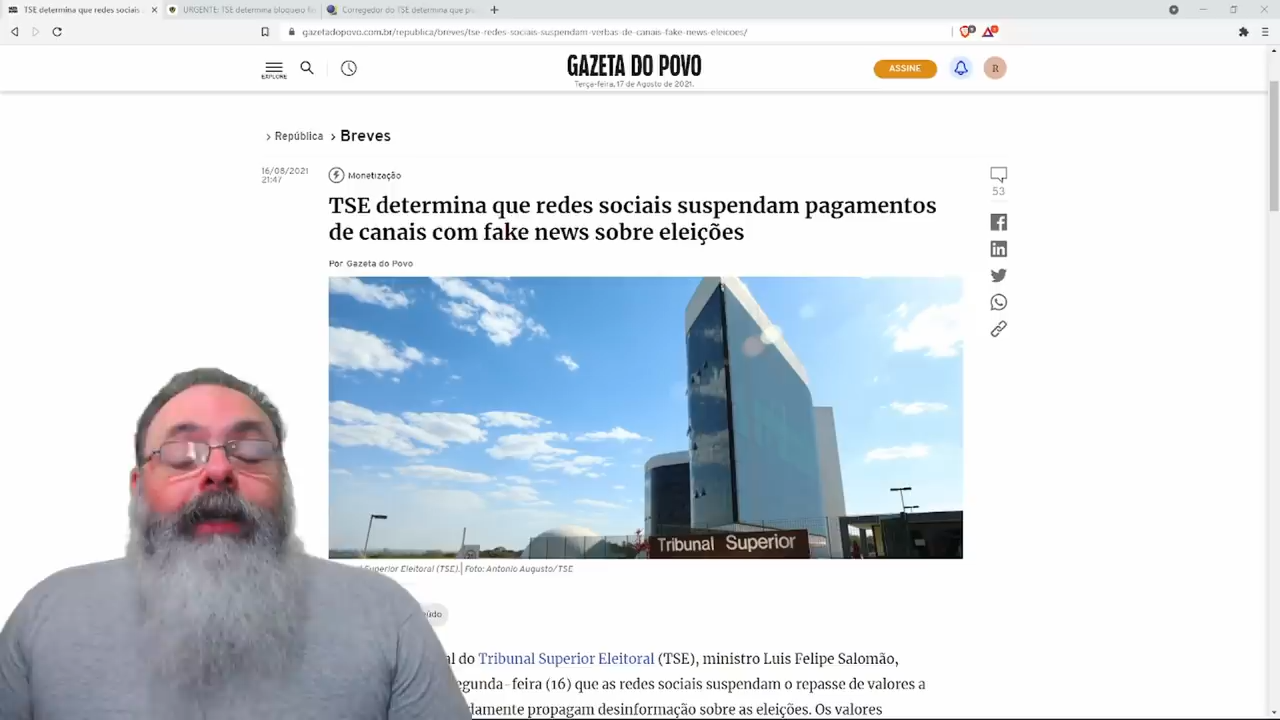 TSE determina que redes sociais
URGENTE: TSE determina bloqueio
Corregedor do TSE determina que
gazetadopovo.com.br/republica/breves/tse-redes-sociais-suspendam-verbas-de-canais-fake-news-eleicoes/
EXPLORE
GAZETA DO POVO
Terça-feira, 17 de Agosto de 2021.
ASSINE
R
República
Breves
16/08/2021
21:47
Monetização
53
TSE determina que redes sociais suspendam pagamentos
de canais com fake news sobre eleições
Por Gazeta do Povo
Tribunal Superior
Superior Eleitoral (TSE). Foto: Antonio Augusto/TSE
do Tribunal Superior Eleitoral (TSE), ministro Luis Felipe Salomão,
segunda-feira (16) que as redes sociais suspendam o repasse de valores a
propagam desinformação sobre as eleições. Os valores